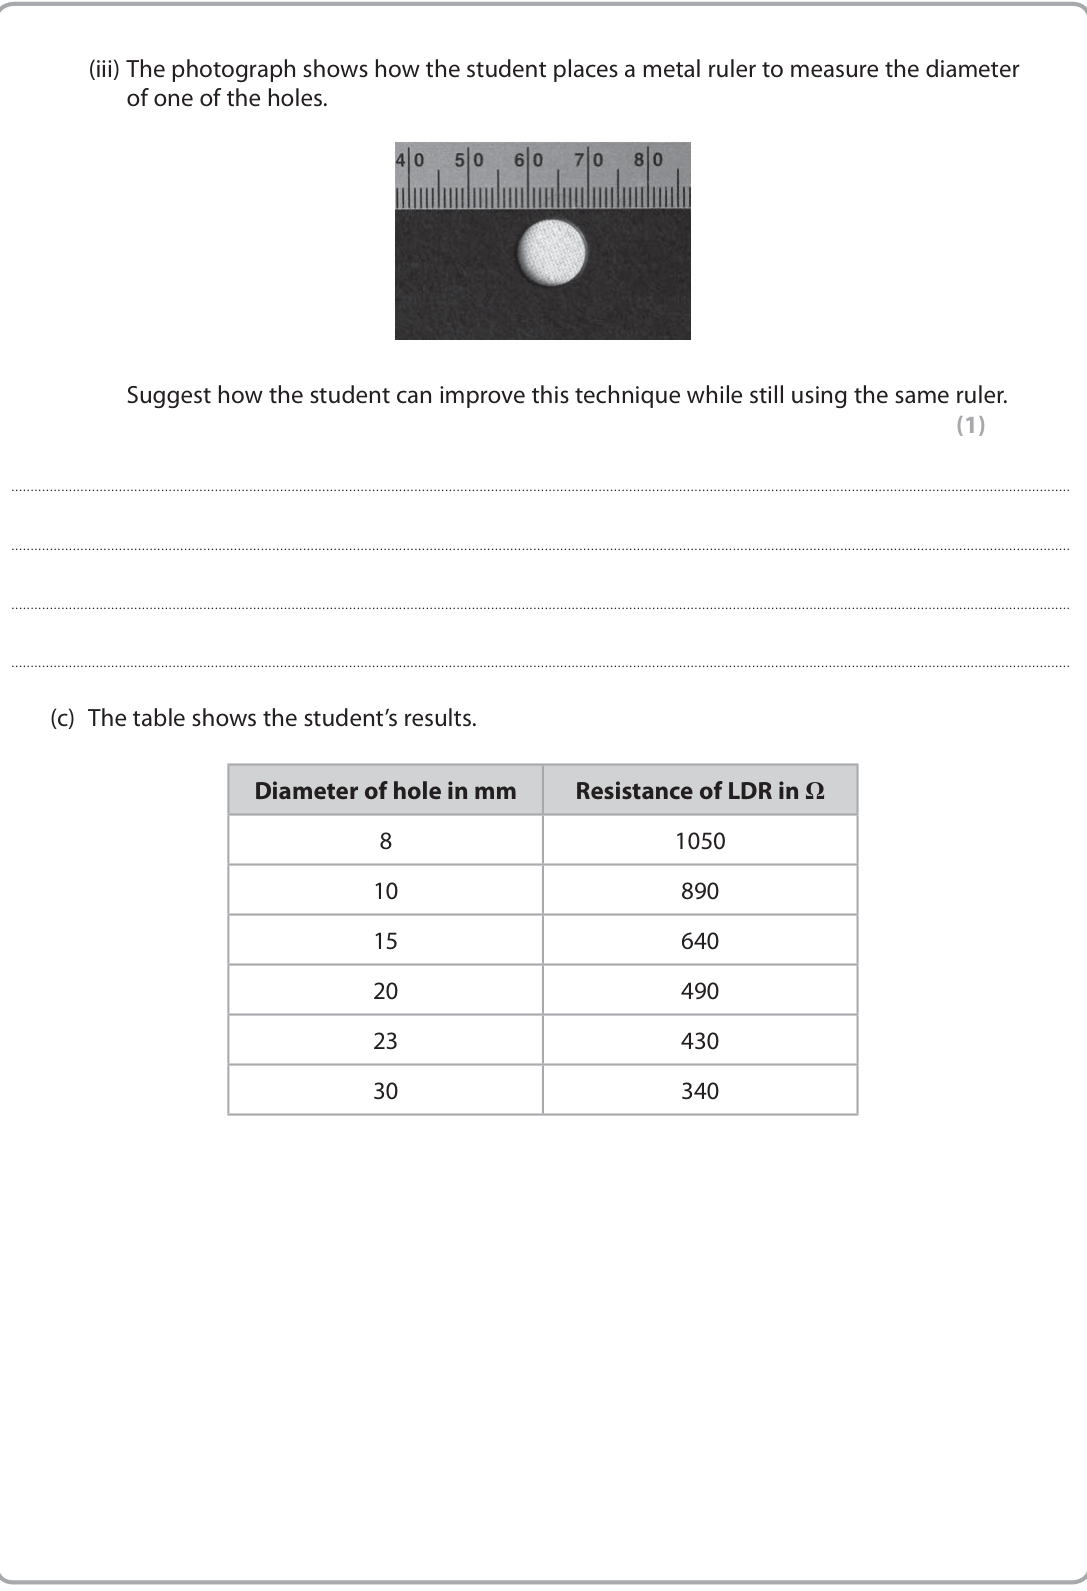 (iii) The photograph shows how the student places a metal ruler to measure the diameter
of one of the holes.
4|0 5|0 6|0 7|0 8|0
Suggest how the student can improve this technique while still using the same ruler.
(1)
(c) The table shows the student’s results.
Diameter of hole in mm Resistance of LDR in Ω
8 1050
10 890
15 640
20 490
23 430
30 340